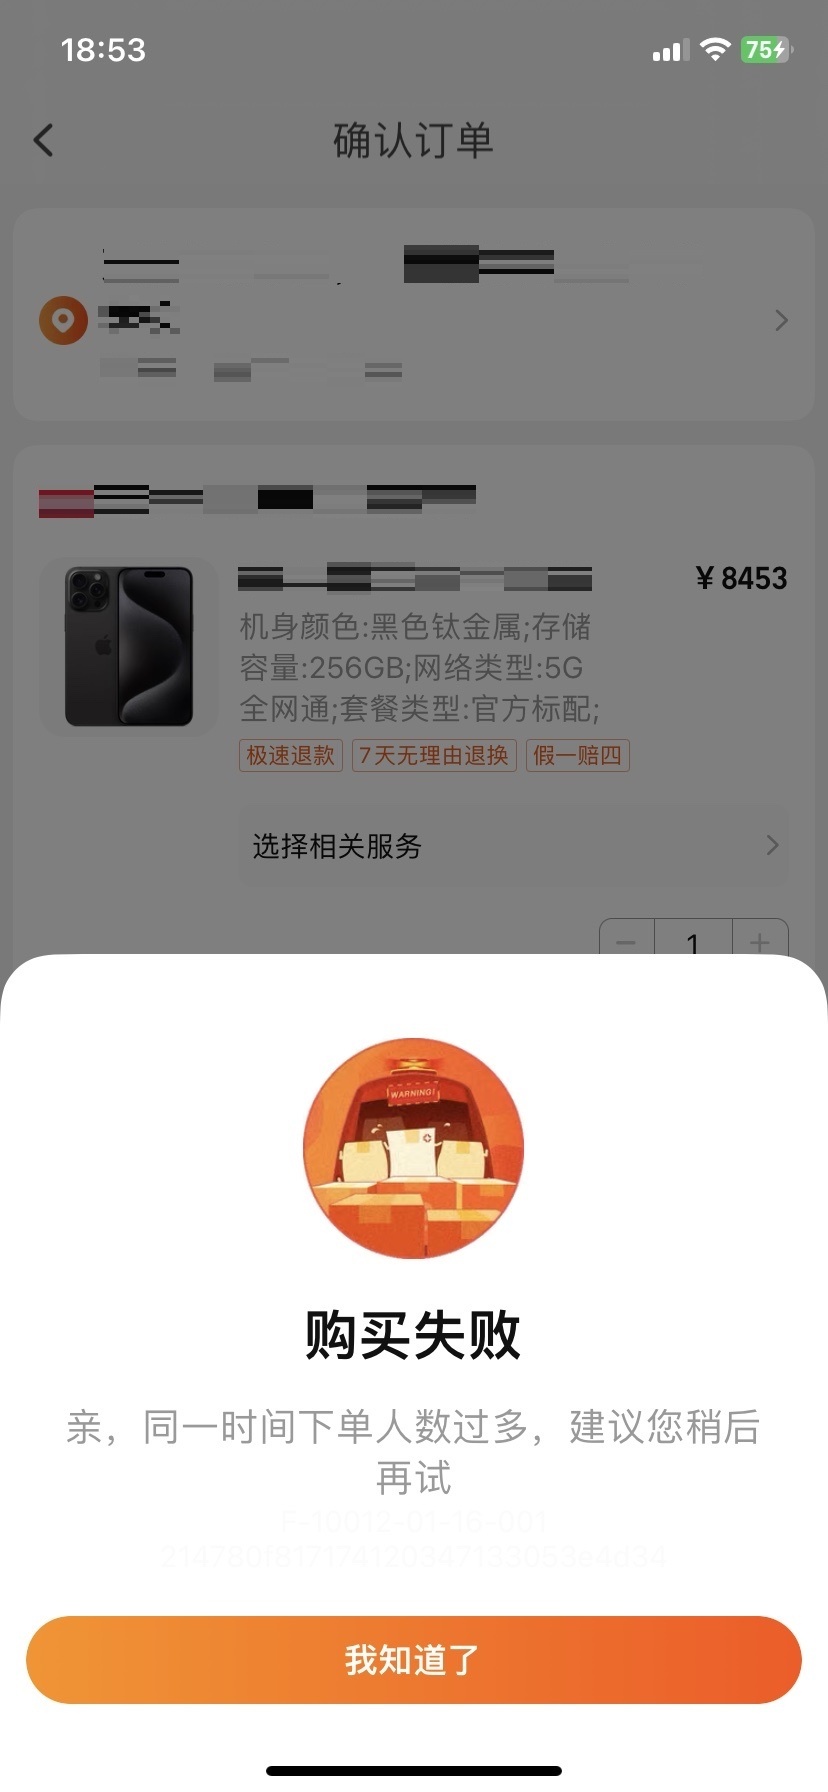 18:53
75
确认订单
¥ 8453
机身颜色:黑色钛金属;存储
容量:256GB;网络类型:5G
全网通;套餐类型:官方标配;
极速退款 7天无理由退换 假一赔四
选择相关服务
1
WARNING!
购买失败
亲，同一时间下单人数过多，建议您稍后
再试
F-10012-01-16-001
我知道了